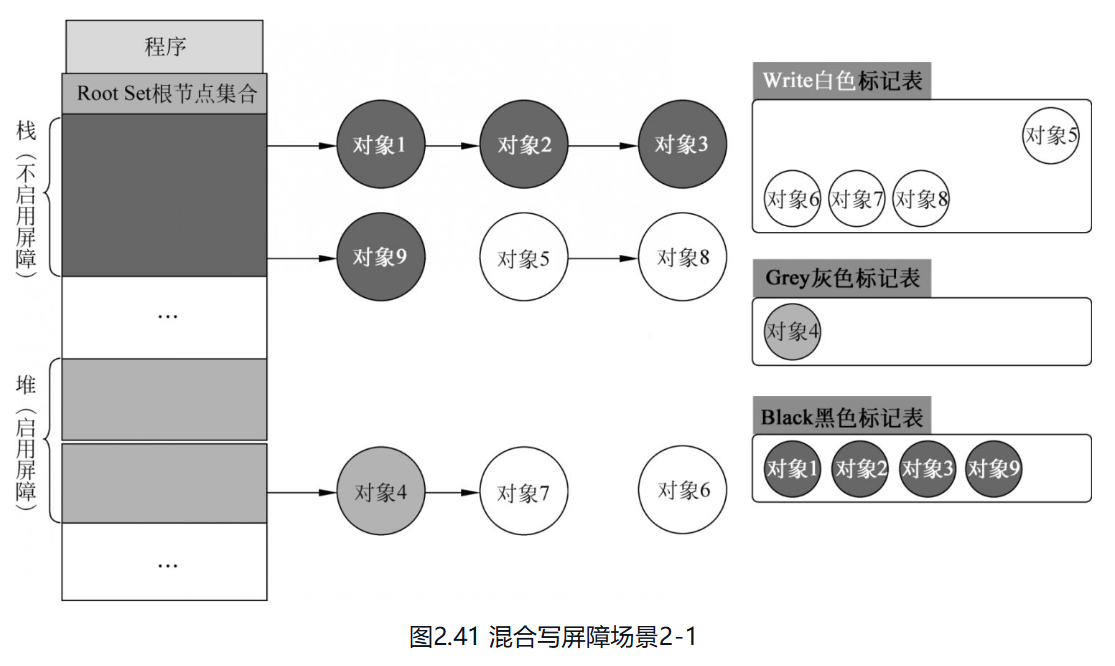 程序
Root Set根节点集合
栈（不启用屏障）
…
堆（启用屏障）
…
对象1
对象2
对象3
对象9
对象5
对象8
对象4
对象7
对象6
Write白色标记表
对象5
对象6
对象7
对象8
Grey灰色标记表
对象4
Black黑色标记表
对象1
对象2
对象3
对象9
图2.41 混合写屏障场景2-1